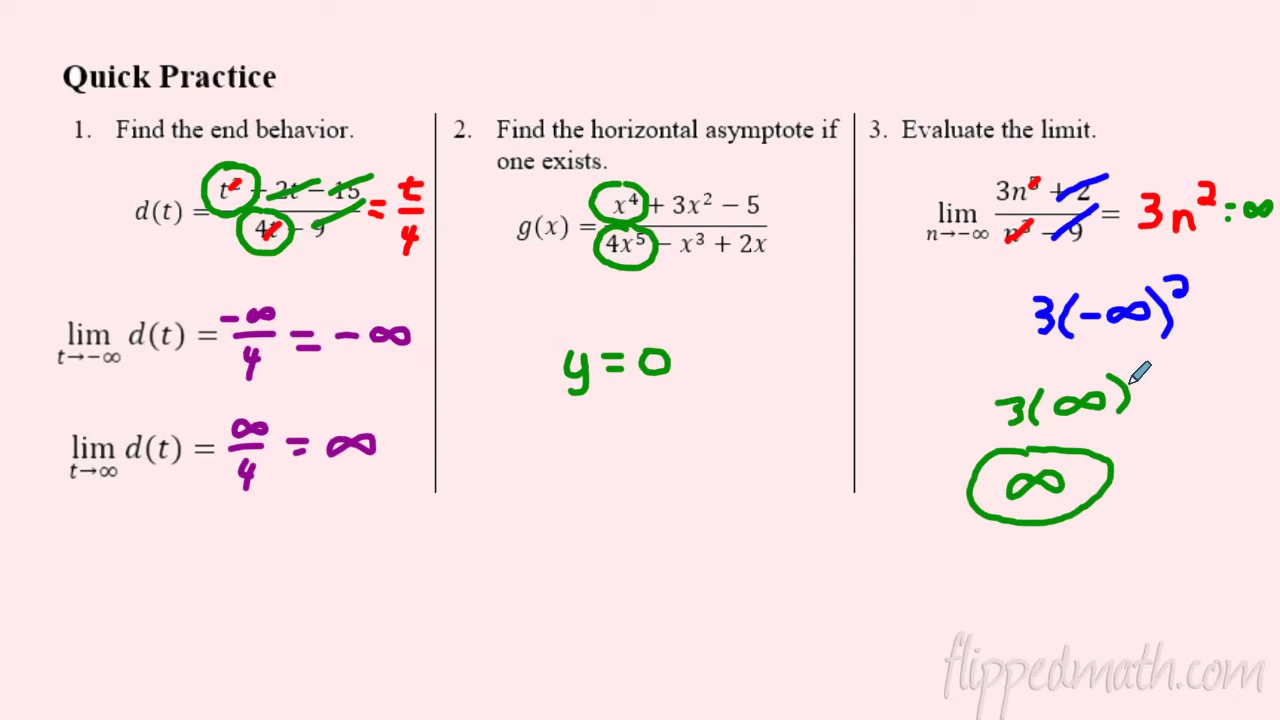 Quick Practice
1. Find the end behavior.
d(t) = (t² + 2t − 15)/(4t − 9) = t/4
lim t→−∞ d(t) = −∞/4 = −∞
lim t→∞ d(t) = ∞/4 = ∞
2. Find the horizontal asymptote if
one exists.
g(x) = (x⁴ + 3x² − 5)/(4x⁵ − x³ + 2x)
y = 0
3. Evaluate the limit.
lim n→−∞ (3n⁵ + 2)/(n³ − 9) = 3n² = ∞
3(−∞)²
3(∞)
∞
flippedmath.com